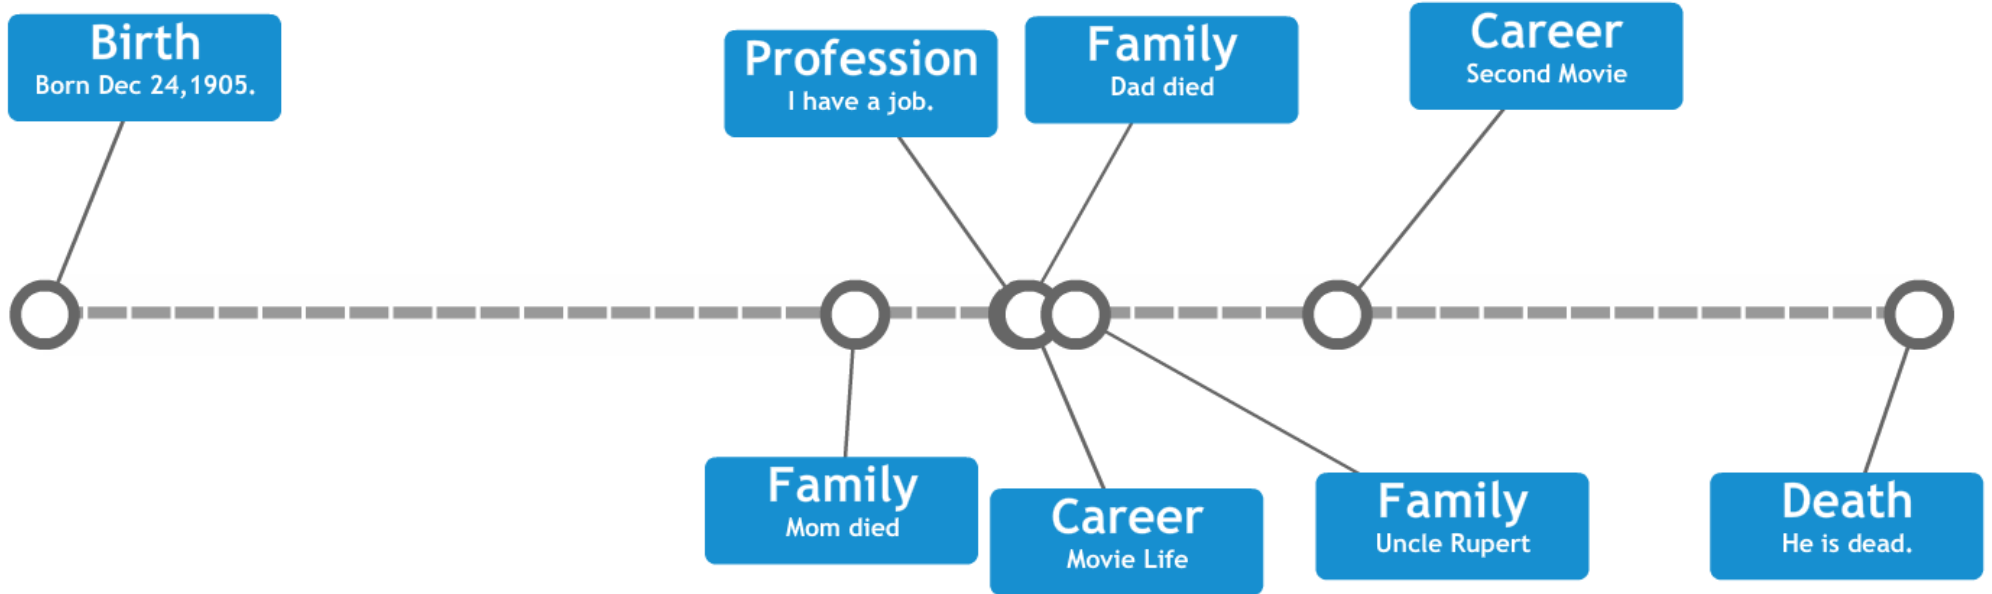 Birth
Born Dec 24,1905.
Profession
I have a job.
Family
Dad died
Career
Second Movie
Family
Mom died
Career
Movie Life
Family
Uncle Rupert
Death
He is dead.